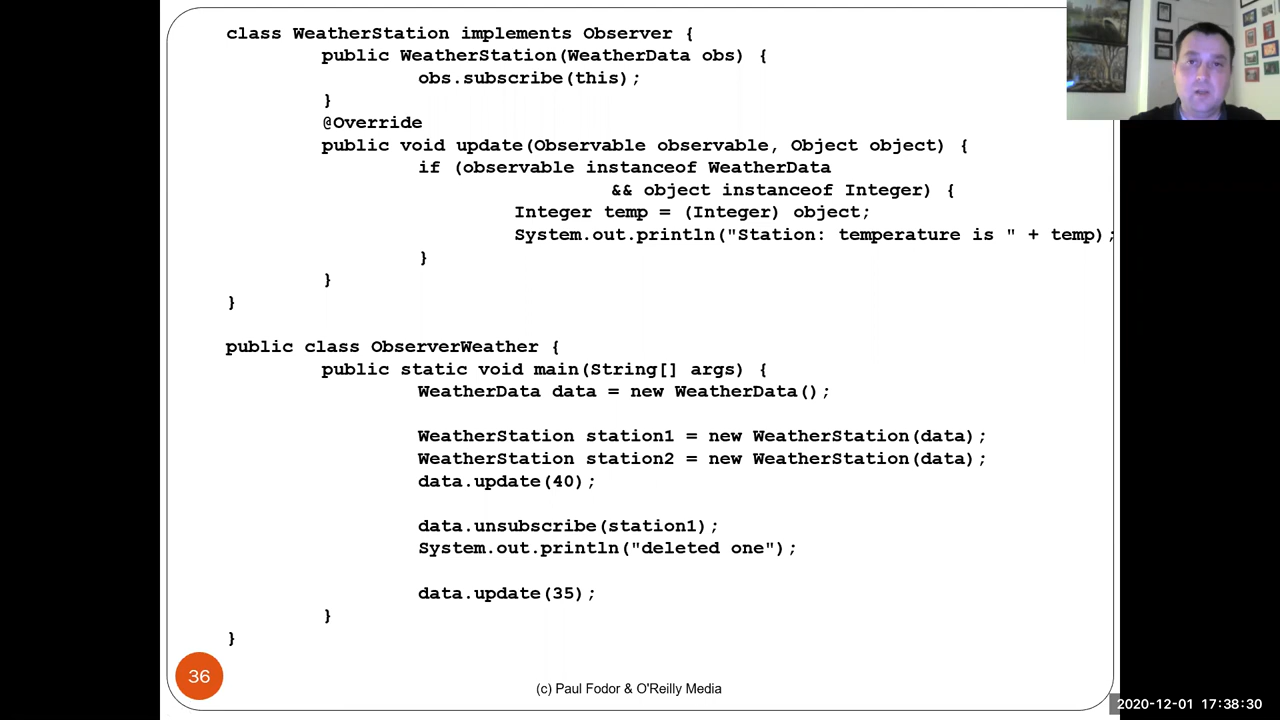 class WeatherStation implements Observer {
public WeatherStation(WeatherData obs) {
obs.subscribe(this);
}
@Override
public void update(Observable observable, Object object) {
if (observable instanceof WeatherData
&& object instanceof Integer) {
Integer temp = (Integer) object;
System.out.println("Station: temperature is " + temp);
}
}
}
public class ObserverWeather {
public static void main(String[] args) {
WeatherData data = new WeatherData();
WeatherStation station1 = new WeatherStation(data);
WeatherStation station2 = new WeatherStation(data);
data.update(40);
data.unsubscribe(station1);
System.out.println("deleted one");
data.update(35);
}
}
36
(c) Paul Fodor & O'Reilly Media
2020-12-01 17:38:30